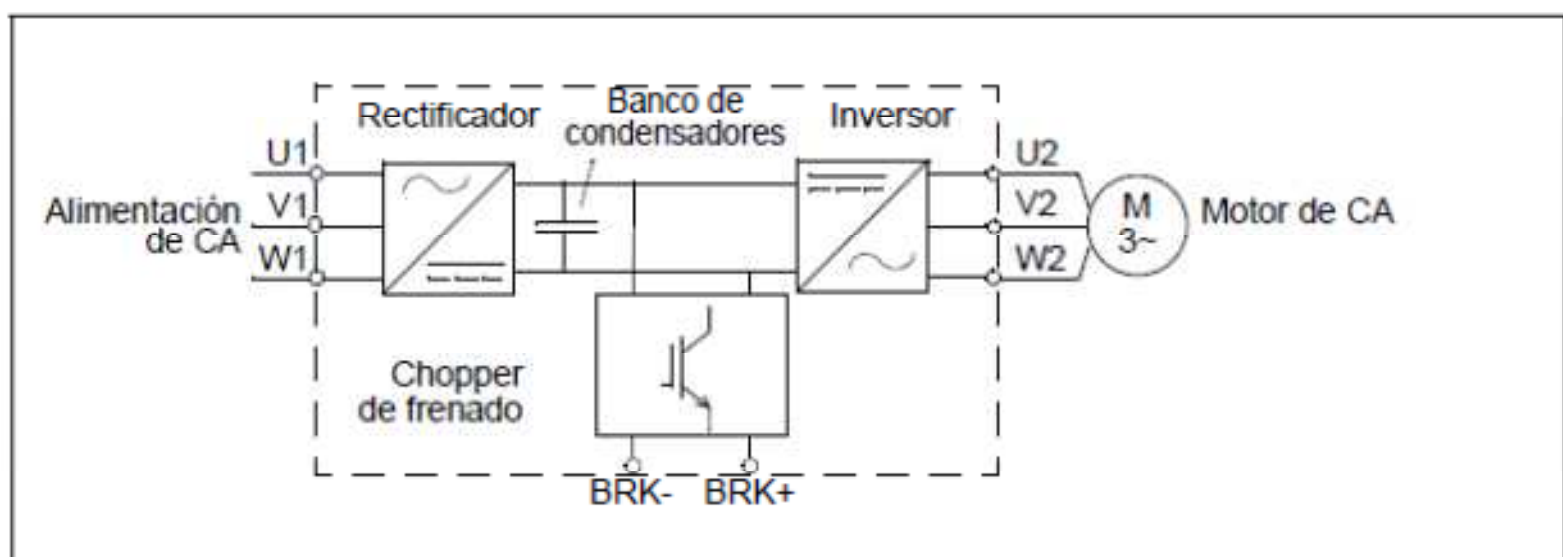 Rectificador
Banco de
condensadores
Inversor
U1
V1
W1
Alimentación
de CA
U2
V2
W2
M
3~
Motor de CA
Chopper
de frenado
BRK-
BRK+